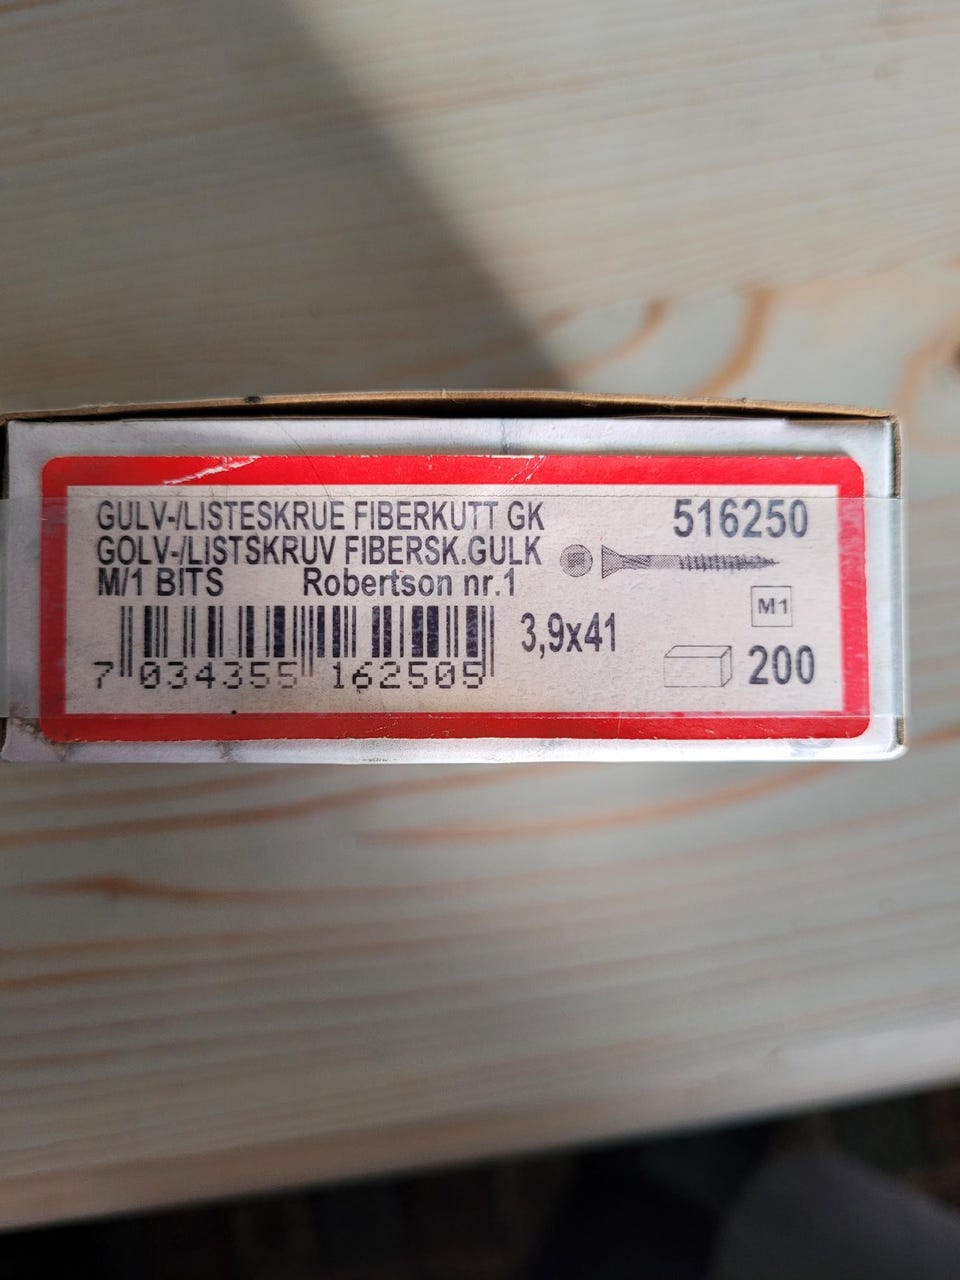 GULV-/LISTESKRUE FIBERKUTT GK
516250
GOLV-/LISTSKRUV FIBERSK.GULK
M/1 BITS Robertson nr.1
M1
3,9x41
200
7 034355 162505